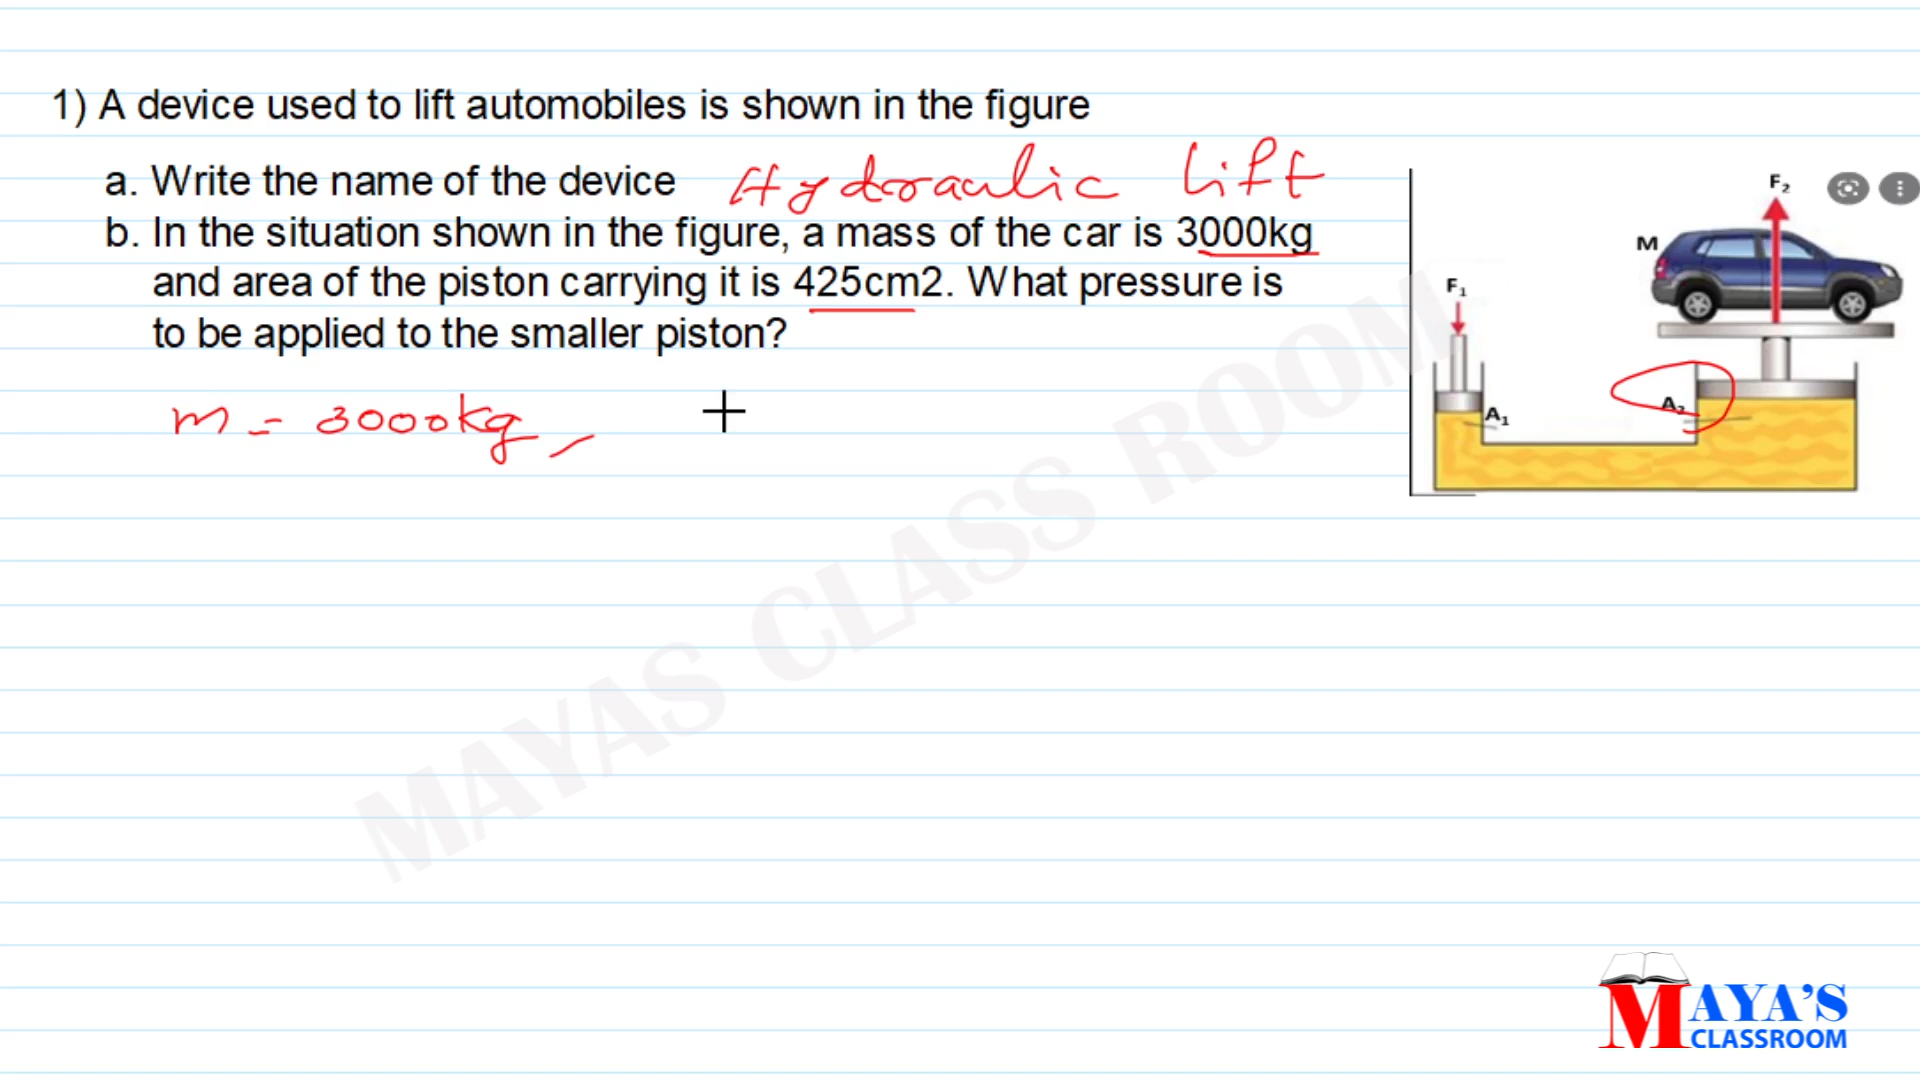 1) A device used to lift automobiles is shown in the figure
a. Write the name of the device Hydraulic Lift
b. In the situation shown in the figure, a mass of the car is 3000kg
and area of the piston carrying it is 425cm2. What pressure is
to be applied to the smaller piston?
m = 3000kg,
F₂
M
F₁
A₁
A₂
MAYAS CLASS ROOM
MAYA'S
CLASSROOM